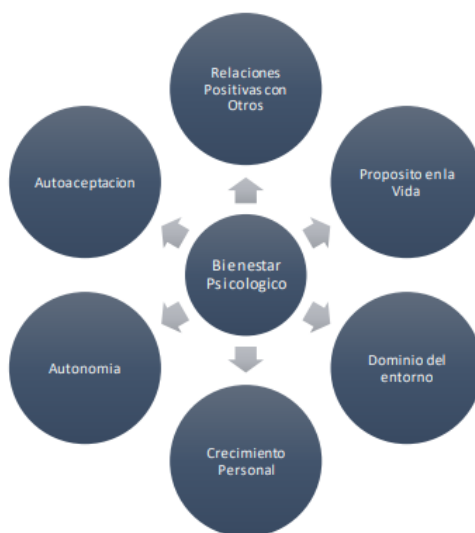 Relaciones
Positivas con
Otros
Autoaceptacion
Proposito en la
Vida
Bienestar
Psicologico
Autonomia
Dominio del
entorno
Crecimiento
Personal